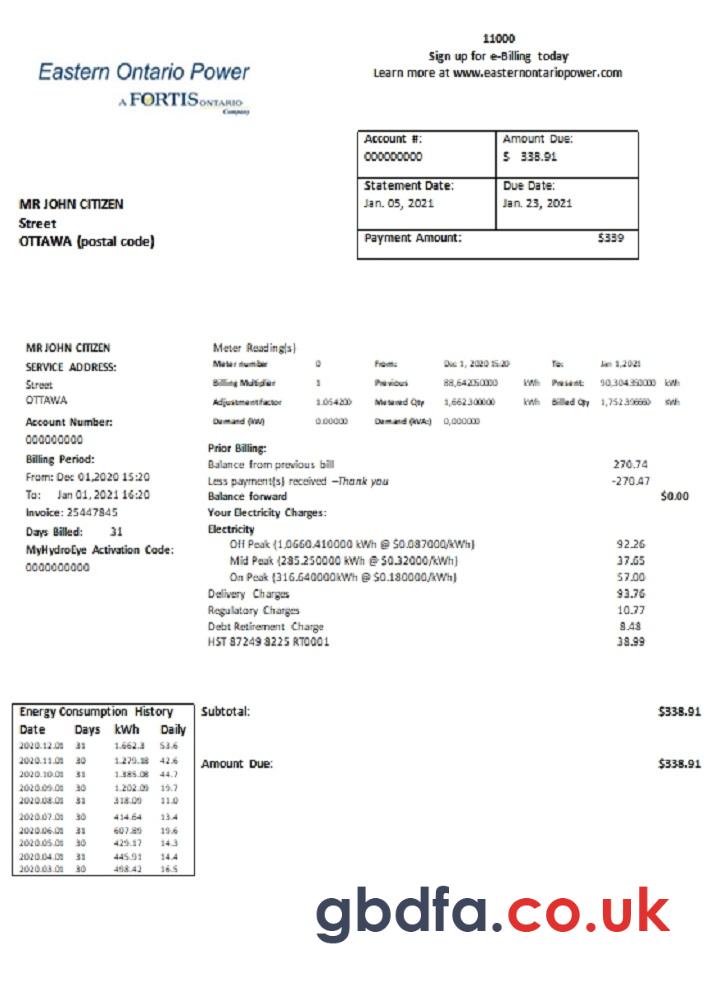 11000
Sign up for e-Billing today
Learn more at www.easternontariopower.com
Eastern Ontario Power
A FORTIS ONTARIO
Company
Account #: Amount Due:
000000000 $ 338.91
Statement Date: Due Date:
Jan. 05, 2021 Jan. 23, 2021
Payment Amount: $339
MR JOHN CITIZEN
Street
OTTAWA (postal code)
MR JOHN CITIZEN
SERVICE ADDRESS:
Street
OTTAWA
Account Number:
000000000
Billing Period:
From: Dec 01,2020 15:20
To: Jan 01, 2021 16:20
Invoice: 25447845
Days Billed: 31
MyHydroEye Activation Code:
0000000000
Meter Reading(s)
Meter number 0 From: Dec 1, 2020 15:20 To: Jan 1,2021
Billing Multiplier 1 Previous 88,642050000 kWh Present: 90,304.350000 kWh
Adjustment factor 1.054200 Metered Qty 1,662.300000 kWh Billed Qty 1,752.396660 kWh
Demand (kW) 0.00000 Demand (kVA:) 0,000000
Prior Billing:
Balance from previous bill 270.74
Less payment(s) received –Thank you -270.47
Balance forward $0.00
Your Electricity Charges:
Electricity
Off Peak (1,0660.410000 kWh @ $0.087000/kWh) 92.26
Mid Peak (285.250000 kWh @ $0.32000/kWh) 37.65
On Peak (316.640000kWh @ $0.180000/kWh) 57.00
Delivery Charges 93.76
Regulatory Charges 10.77
Debt Retirement Charge 8.48
HST 87249 8225 RT0001 38.99
Energy Consumption History
Date Days kWh Daily
2020.12.01 31 1.662.3 53.6
2020.11.01 30 1.279.18 42.6
2020.10.01 31 1.385.08 44.7
2020.09.01 30 1.202.09 19.7
2020.08.01 31 318.09 11.0
2020.07.01 30 414.64 13.4
2020.06.01 31 607.89 19.6
2020.05.01 30 429.17 14.3
2020.04.01 31 445.91 14.4
2020.03.01 30 498.42 16.5
Subtotal: $338.91
Amount Due: $338.91
gbdfa.co.uk